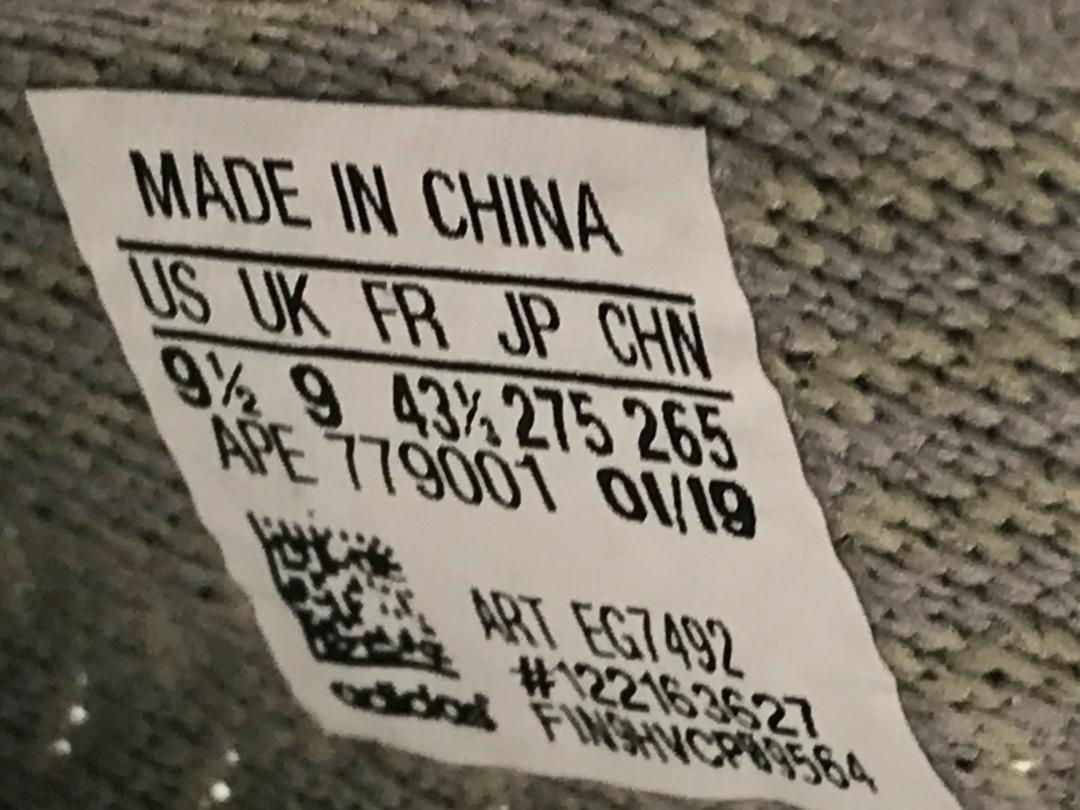 MADE IN CHINA
US UK FR JP CHN
9½ 9 43⅓ 275 265
APE 779001 01/19
ART EG7492
#122163627
adidas F1N9HVCP09564